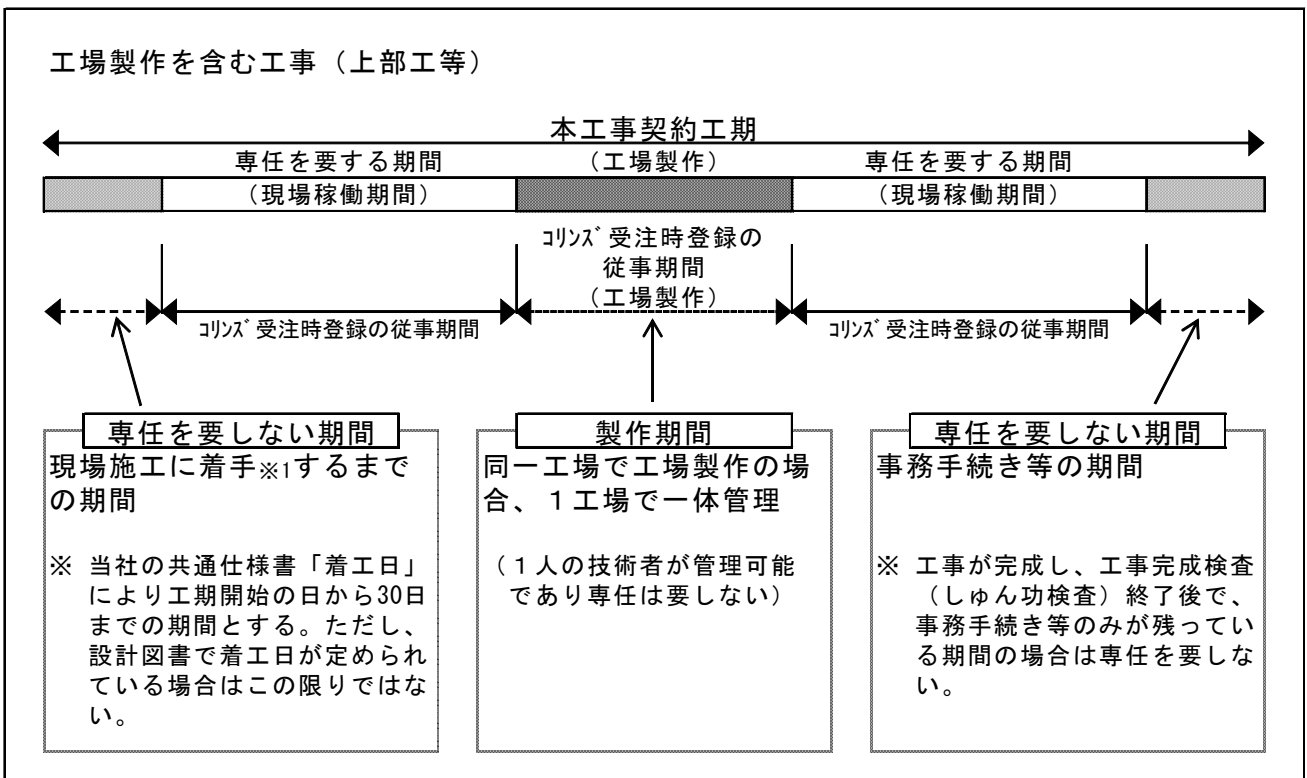 工場製作を含む工事（上部工等）
本工事契約工期
専任を要する期間
（工場製作）
専任を要する期間
（現場稼働期間）
（現場稼働期間）
ｺﾘﾝｽﾞ受注時登録の
従事期間
（工場製作）
ｺﾘﾝｽﾞ受注時登録の従事期間
ｺﾘﾝｽﾞ受注時登録の従事期間
専任を要しない期間
現場施工に着手※1するまで
の期間
※ 当社の共通仕様書「着工日」
により工期開始の日から30日
までの期間とする。ただし、
設計図書で着工日が定められ
ている場合はこの限りではな
い。
製作期間
同一工場で工場製作の場
合、１工場で一体管理
（１人の技術者が管理可能
であり専任は要しない）
専任を要しない期間
事務手続き等の期間
※ 工事が完成し、工事完成検査
（しゅん功検査）終了後で、
事務手続き等のみが残ってい
る期間の場合は専任を要しな
い。